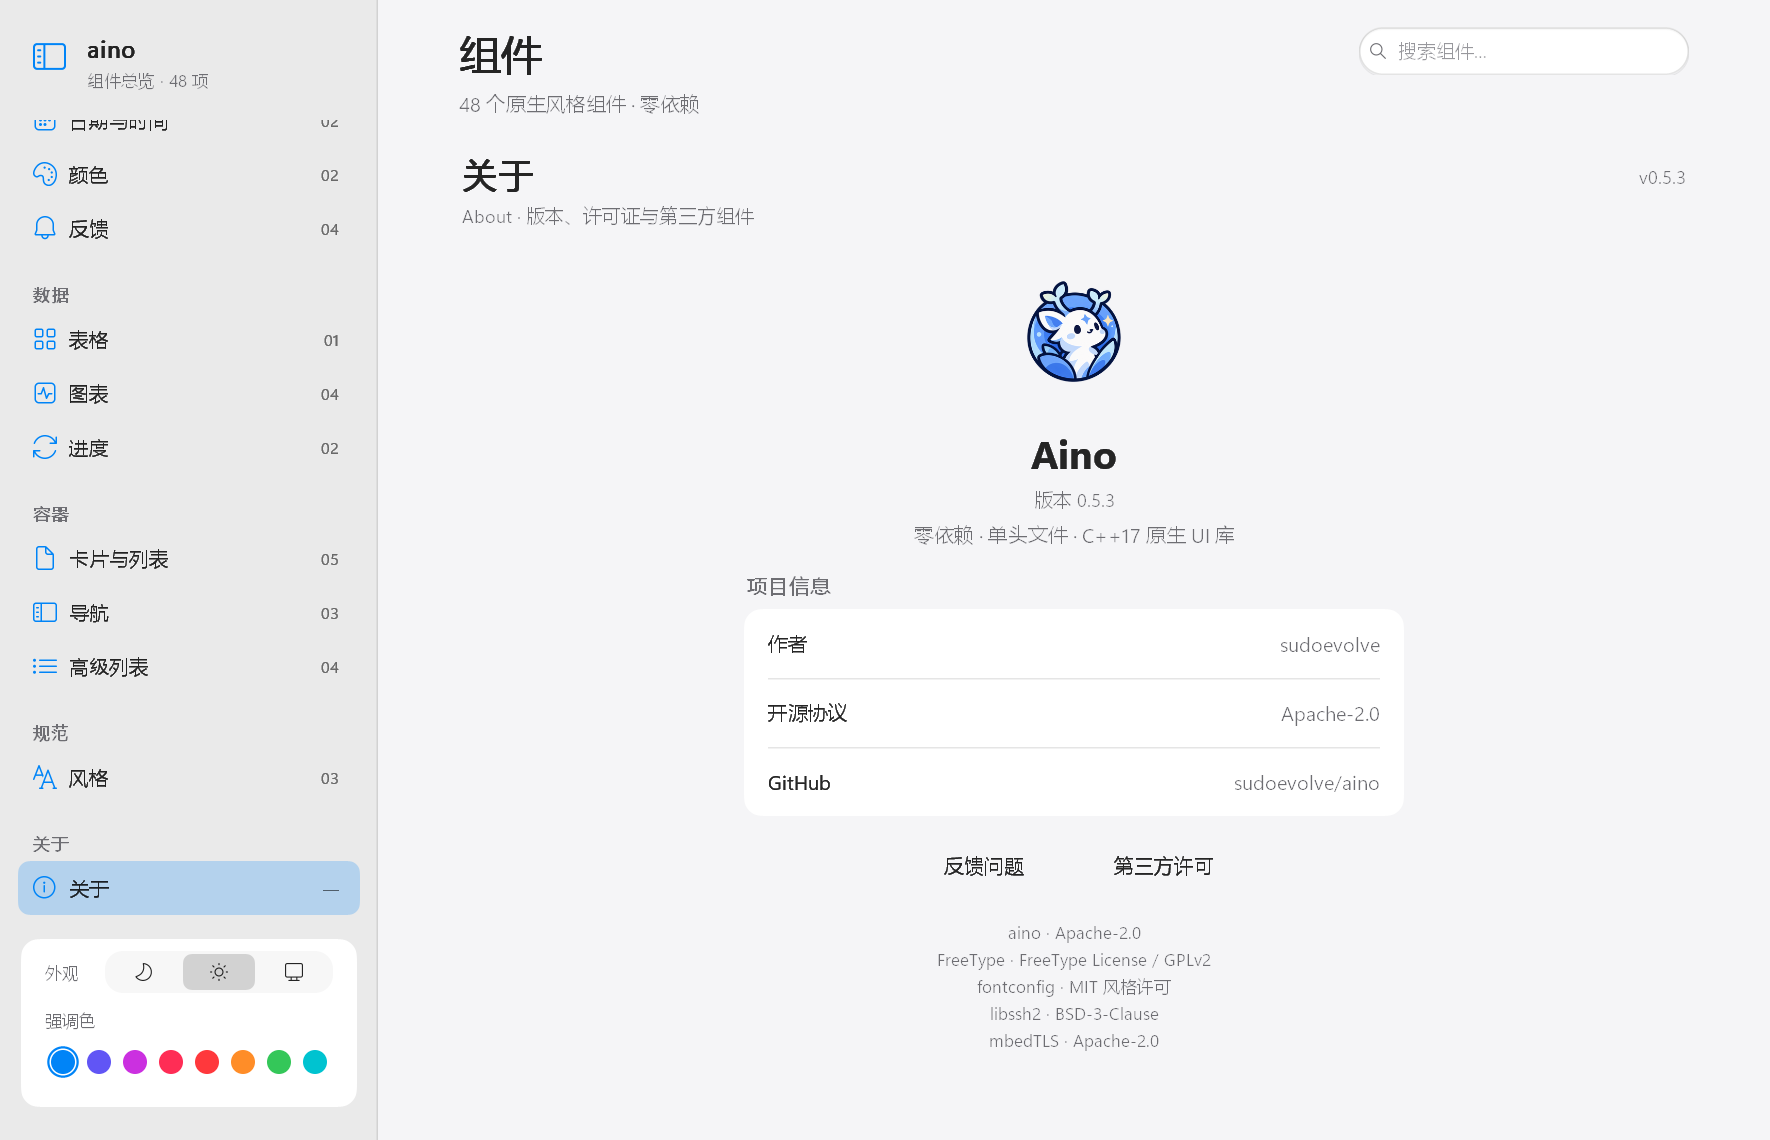 aino
组件总览 · 48 项
日期与时间 02
颜色 02
反馈 04
数据
表格 01
图表 04
进度 02
容器
卡片与列表 05
导航 03
高级列表 04
规范
风格 03
关于
关于 —
外观
强调色
组件
48 个原生风格组件 · 零依赖
搜索组件...
关于
v0.5.3
About · 版本、许可证与第三方组件
Aino
版本 0.5.3
零依赖 · 单头文件 · C++17 原生 UI 库
项目信息
作者 sudoevolve
开源协议 Apache-2.0
GitHub sudoevolve/aino
反馈问题 第三方许可
aino · Apache-2.0
FreeType · FreeType License / GPLv2
fontconfig · MIT 风格许可
libssh2 · BSD-3-Clause
mbedTLS · Apache-2.0